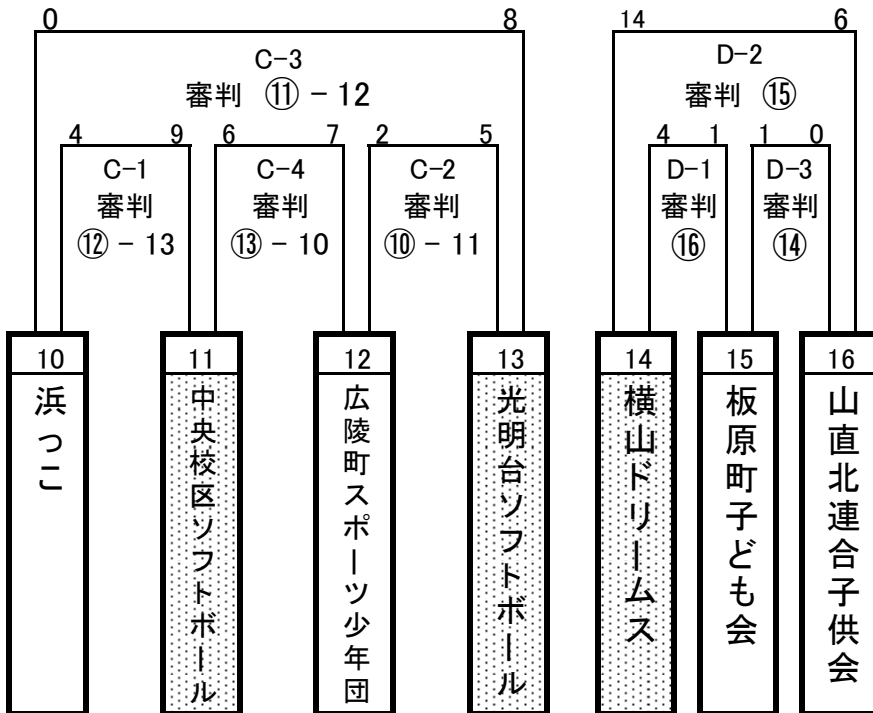 0 8 14 6
C-3 D-2
審判 ⑪ - 12 審判 ⑮
4 9 6 7 2 5 4 1 1 0
C-1 C-4 C-2 D-1 D-3
審判 審判 審判 審判 審判
⑫ - 13 ⑬ - 10 ⑩ - 11 ⑯ ⑭
10 11 12 13 14 15 16
浜っこ
中央校区ソフトボール
広陵町スポーツ少年団
光明台ソフトボール
横山ドリームス
板原町子ども会
山直北連合子供会